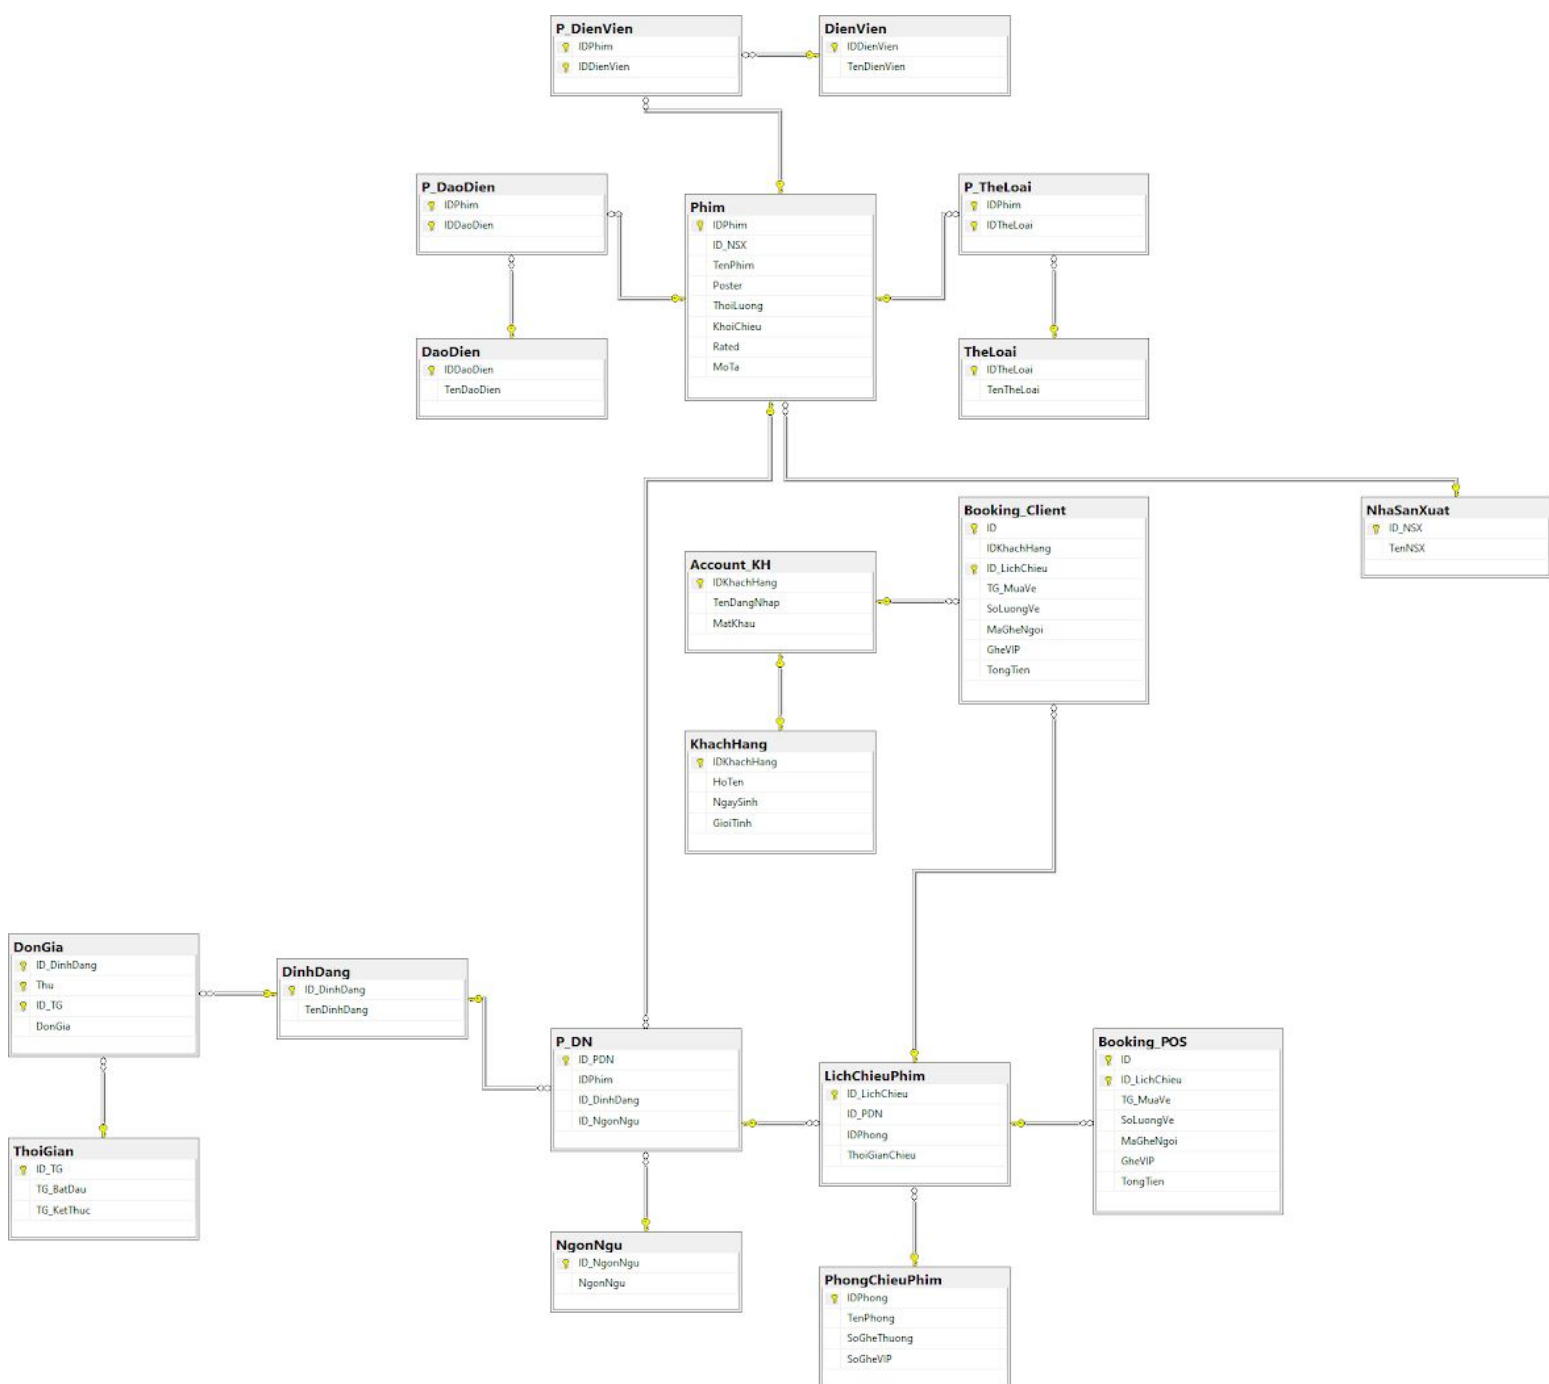 P_DienVien
IDPhim
IDDienVien
DienVien
IDDienVien
TenDienVien
P_DaoDien
IDPhim
IDDaoDien
Phim
IDPhim
ID_NSX
TenPhim
Poster
ThoiLuong
KhoiChieu
Rated
MoTa
P_TheLoai
IDPhim
IDTheLoai
DaoDien
IDDaoDien
TenDaoDien
TheLoai
IDTheLoai
TenTheLoai
NhaSanXuat
ID_NSX
TenNSX
Booking_Client
ID
IDKhachHang
ID_LichChieu
TG_MuaVe
SoLuongVe
MaGheNgoi
GheVIP
TongTien
Account_KH
IDKhachHang
TenDangNhap
MatKhau
KhachHang
IDKhachHang
HoTen
NgaySinh
GioiTinh
DonGia
ID_DinhDang
Thu
ID_TG
DonGia
DinhDang
ID_DinhDang
TenDinhDang
P_DN
ID_PDN
IDPhim
ID_DinhDang
ID_NgonNgu
LichChieuPhim
ID_LichChieu
ID_PDN
IDPhong
ThoiGianChieu
Booking_POS
ID
ID_LichChieu
TG_MuaVe
SoLuongVe
MaGheNgoi
GheVIP
TongTien
ThoiGian
ID_TG
TG_BatDau
TG_KetThuc
NgonNgu
ID_NgonNgu
NgonNgu
PhongChieuPhim
IDPhong
TenPhong
SoGheThuong
SoGheVIP